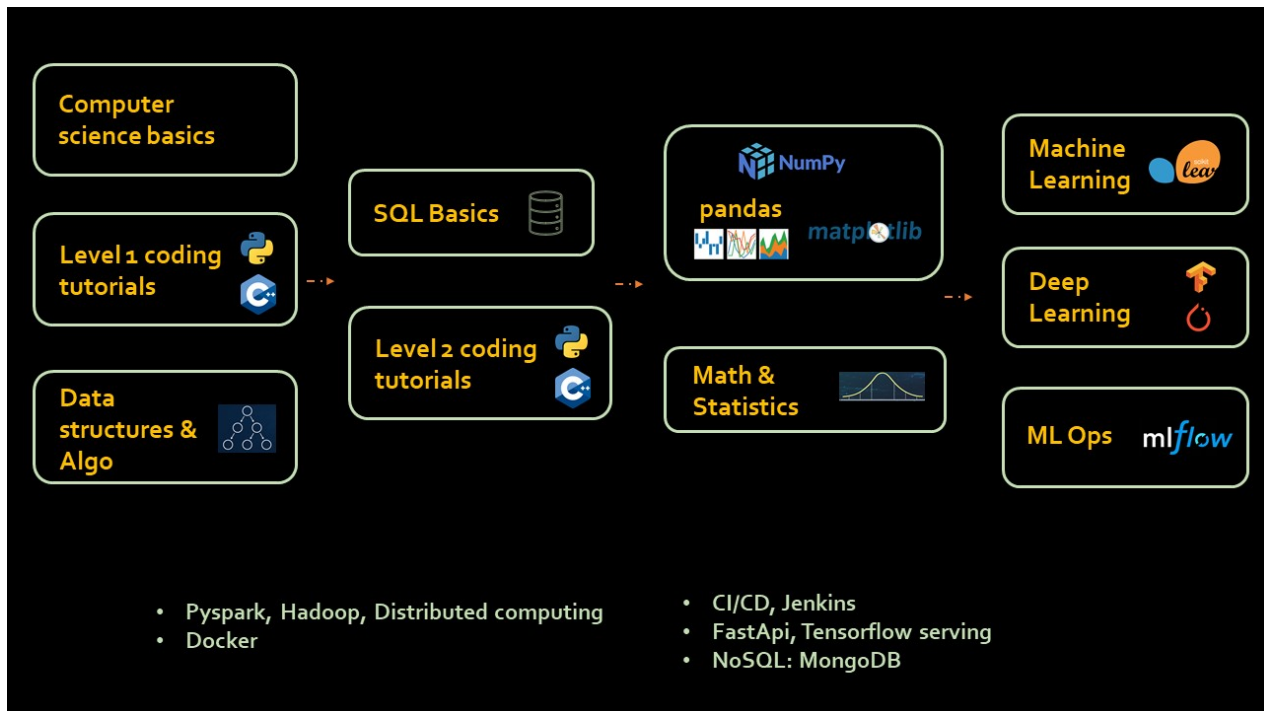 Computer
science basics
Level 1 coding
tutorials
C++
Data
structures &
Algo
SQL Basics
Level 2 coding
tutorials
C++
NumPy
pandas
matplotlib
Math &
Statistics
Machine
Learning
learn
Deep
Learning
ML Ops
mlflow
• Pyspark, Hadoop, Distributed computing
• Docker
• CI/CD, Jenkins
• FastApi, Tensorflow serving
• NoSQL: MongoDB